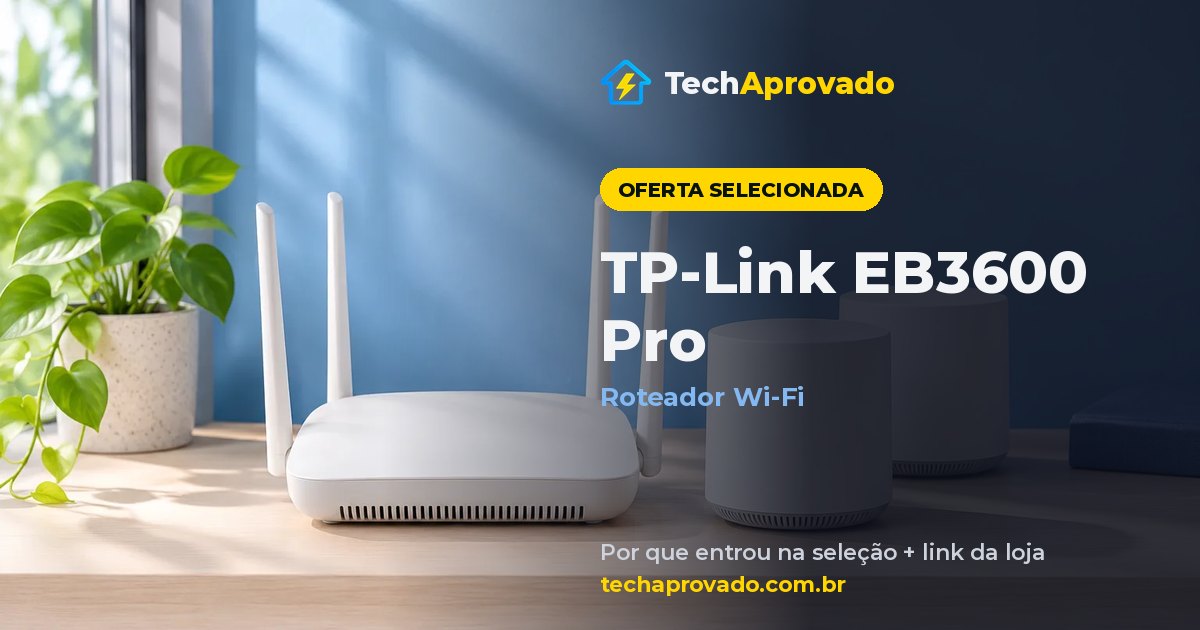 TechAprovado
OFERTA SELECIONADA
TP-Link EB3600
Pro
Roteador Wi-Fi
Por que entrou na seleção + link da loja
techaprovado.com.br